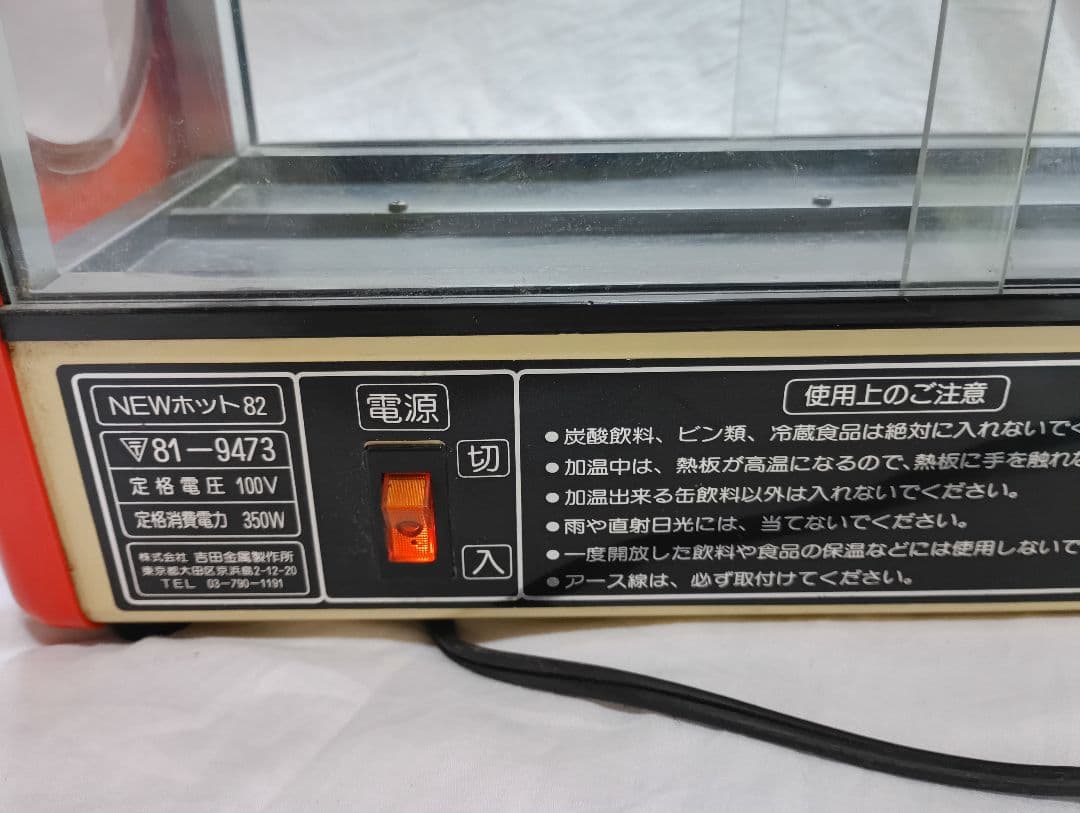 NEWホット82
81-9473
定格電圧 100V
定格消費電力 350W
株式会社 吉田金属製作所
東京都大田区京浜島2-12-20
TEL 03-790-1191
電源
切
入
使用上のご注意
●炭酸飲料、ビン類、冷蔵食品は絶対に入れないで
●加温中は、熱板が高温になるので、熱板に手を触れ
●加温出来る缶飲料以外は入れないでください。
●雨や直射日光には、当てないでください。
●一度開放した飲料や食品の保温などには使用しないで
●アース線は、必ず取付けてください。